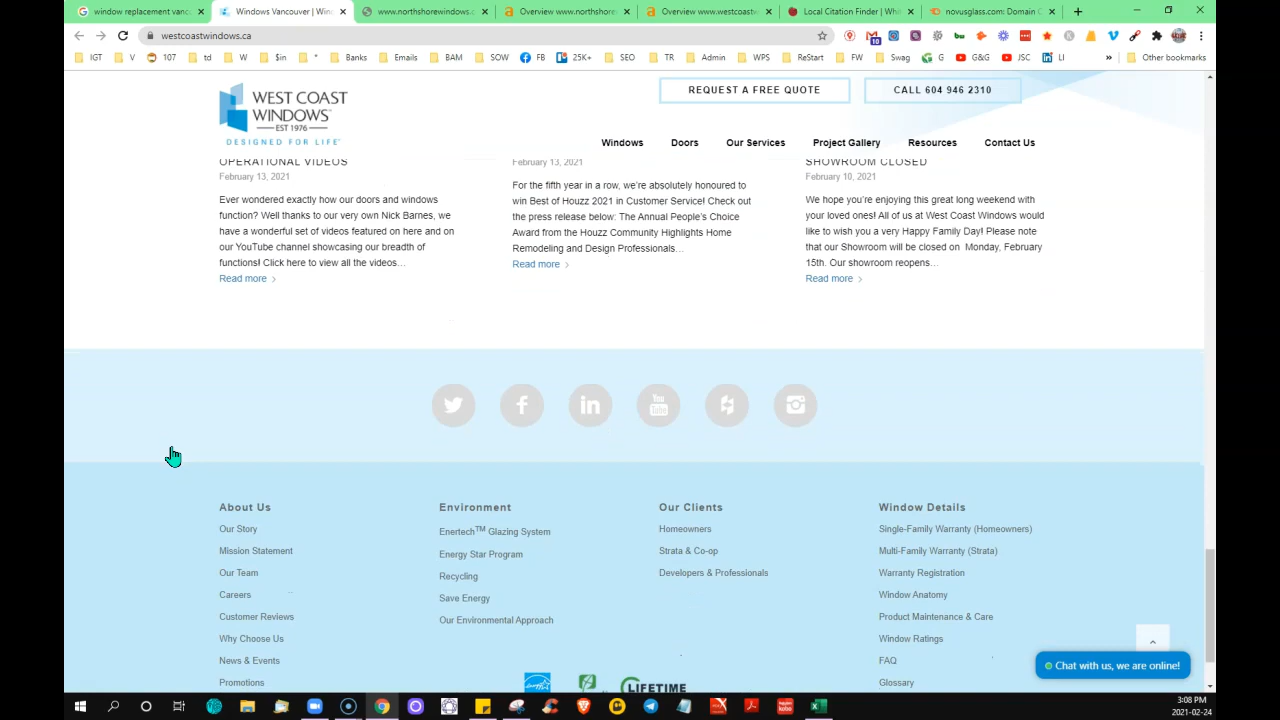 window replacement vanc
Windows Vancouver | Win
www.northshorewindows.c
Overview www.northshore
Overview www.westcoastw
Local Citation Finder | Whit
novusglass.com: Domain C
westcoastwindows.ca
10
IGT
V
107
td
W
$in
*
Banks
Emails
BAM
SOW
FB
25K+
SEO
TR
Admin
WPS
ReStart
FW
Swag
G
G&G
JSC
LI
»
Other bookmarks
WEST COAST
WINDOWS
EST 1976
DESIGNED FOR LIFE
REQUEST A FREE QUOTE
CALL 604 946 2310
Windows
Doors
Our Services
Project Gallery
Resources
Contact Us
OPERATIONAL VIDEOS
February 13, 2021
Ever wondered exactly how our doors and windows
function? Well thanks to our very own Nick Barnes, we
have a wonderful set of videos featured on here and on
our YouTube channel showcasing our breadth of
functions! Click here to view all the videos…
Read more
February 13, 2021
For the fifth year in a row, we're absolutely honoured to
win Best of Houzz 2021 in Customer Service! Check out
the press release below: The Annual People's Choice
Award from the Houzz Community Highlights Home
Remodeling and Design Professionals…
Read more
SHOWROOM CLOSED
February 10, 2021
We hope you're enjoying this great long weekend with
your loved ones! All of us at West Coast Windows would
like to wish you a very Happy Family Day! Please note
that our Showroom will be closed on Monday, February
15th. Our showroom reopens…
Read more
You
Tube
About Us
Our Story
Mission Statement
Our Team
Careers
Customer Reviews
Why Choose Us
News & Events
Promotions
Environment
Enertech™ Glazing System
Energy Star Program
Recycling
Save Energy
Our Environmental Approach
Our Clients
Homeowners
Strata & Co-op
Developers & Professionals
Window Details
Single-Family Warranty (Homeowners)
Multi-Family Warranty (Strata)
Warranty Registration
Window Anatomy
Product Maintenance & Care
Window Ratings
FAQ
Glossary
LIFETIME
Chat with us, we are online!
3:08 PM
2021-02-24